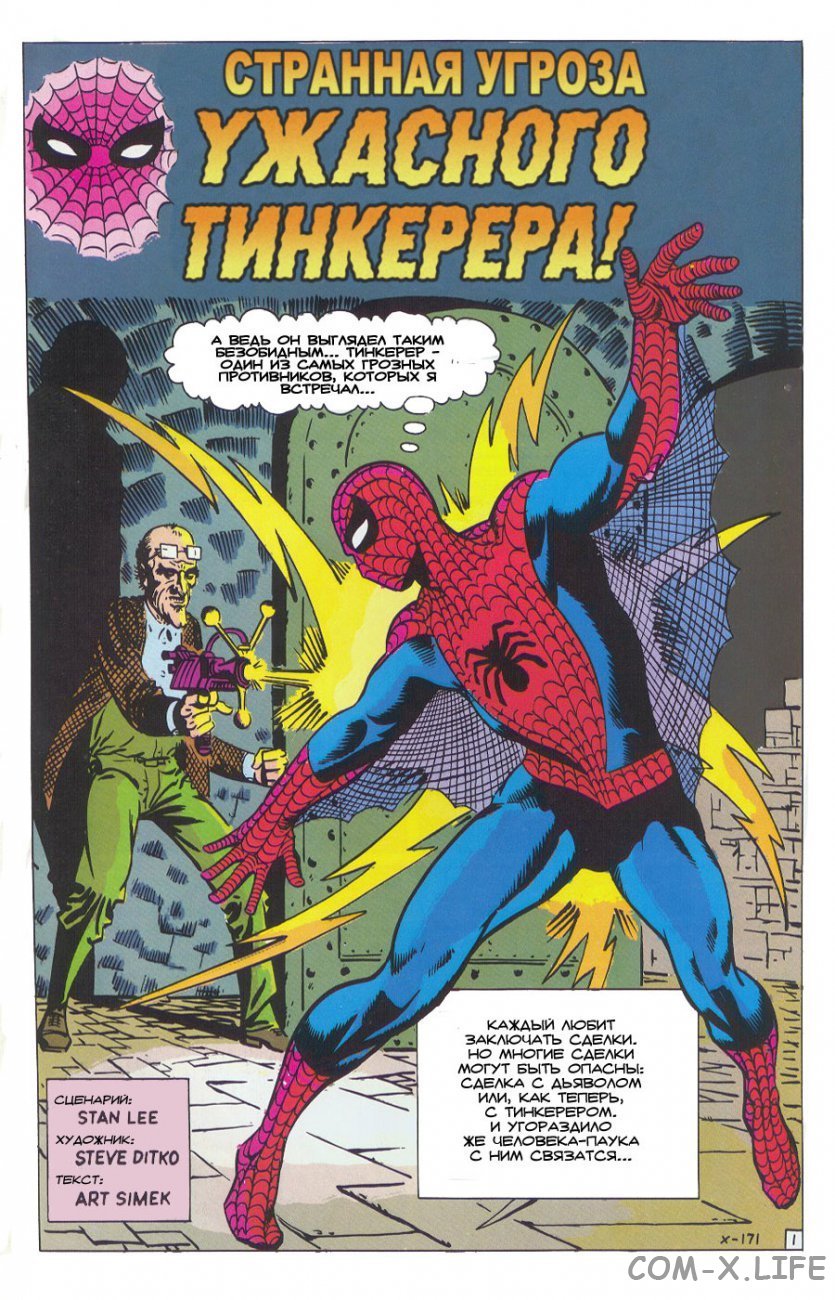 СТРАННАЯ УГРОЗА
УЖАСНОГО
ТИНКЕРЕРА!
А ВЕДЬ ОН ВЫГЛЯДЕЛ ТАКИМ
БЕЗОБИДНЫМ... ТИНКЕРЕР -
ОДИН ИЗ САМЫХ ГРОЗНЫХ
ПРОТИВНИКОВ, КОТОРЫХ Я
ВСТРЕЧАЛ...
КАЖДЫЙ ЛЮБИТ
ЗАКЛЮЧАТЬ СДЕЛКИ.
НО МНОГИЕ СДЕЛКИ
МОГУТ БЫТЬ ОПАСНЫ:
СДЕЛКА С ДЬЯВОЛОМ
ИЛИ, КАК ТЕПЕРЬ,
С ТИНКЕРЕРОМ.
И УГОРАЗДИЛО
ЖЕ ЧЕЛОВЕКА-ПАУКА
С НИМ СВЯЗАТСЯ...
СЦЕНАРИЙ:
STAN LEE
ХУДОЖНИК:
STEVE DITKO
ТЕКСТ:
ART SIMEK
X-171
1
COM-X.LIFE